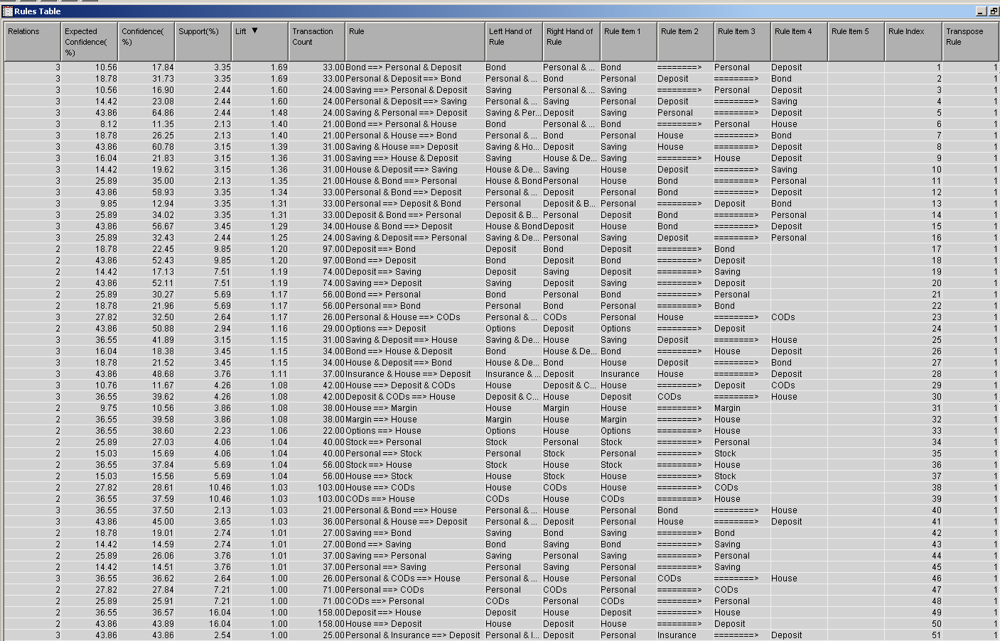 Rules Table
Relations Expected Confidence(%) Confidence(%) Support(%) Lift ▼ Transaction Count Rule Left Hand of Rule Right Hand of Rule Rule Item 1 Rule Item 2 Rule Item 3 Rule Item 4 Rule Item 5 Rule Index Transpose Rule
3 10.56 17.84 3.35 1.69 33.00 Bond ==> Personal & Deposit Bond Personal & ... Bond ========> Personal Deposit 1 1
3 18.78 31.73 3.35 1.69 33.00 Personal & Deposit ==> Bond Personal & ... Bond Personal Deposit ========> Bond 2 1
3 10.56 16.90 2.44 1.60 24.00 Saving ==> Personal & Deposit Saving Personal & ... Saving ========> Personal Deposit 3 1
3 14.42 23.08 2.44 1.60 24.00 Personal & Deposit ==> Saving Personal & ... Saving Personal Deposit ========> Saving 4 1
3 43.86 64.86 2.44 1.48 24.00 Saving & Personal ==> Deposit Saving & Per... Deposit Saving Personal ========> Deposit 5 1
3 8.12 11.35 2.13 1.40 21.00 Bond ==> Personal & House Bond Personal & ... Bond ========> Personal House 6 1
3 18.78 26.25 2.13 1.40 21.00 Personal & House ==> Bond Personal & ... Bond Personal House ========> Bond 7 1
3 43.86 60.78 3.15 1.39 31.00 Saving & House ==> Deposit Saving & Ho... Deposit Saving House ========> Deposit 8 1
3 16.04 21.83 3.15 1.36 31.00 Saving ==> House & Deposit Saving House & De... Saving ========> House Deposit 9 1
3 14.42 19.62 3.15 1.36 31.00 House & Deposit ==> Saving House & De... Saving House Deposit ========> Saving 10 1
3 25.89 35.00 2.13 1.35 21.00 House & Bond ==> Personal House & Bond Personal House Bond ========> Personal 11 1
3 43.86 58.93 3.35 1.34 33.00 Personal & Bond ==> Deposit Personal & ... Deposit Personal Bond ========> Deposit 12 1
3 9.85 12.94 3.35 1.31 33.00 Personal ==> Deposit & Bond Personal Deposit & B... Personal ========> Deposit Bond 13 1
3 25.89 34.02 3.35 1.31 33.00 Deposit & Bond ==> Personal Deposit & B... Personal Deposit Bond ========> Personal 14 1
3 43.86 56.67 3.45 1.29 34.00 House & Bond ==> Deposit House & Bond Deposit House Bond ========> Deposit 15 1
3 25.89 32.43 2.44 1.25 24.00 Saving & Deposit ==> Personal Saving & De... Personal Saving Deposit ========> Personal 16 1
2 18.78 22.45 9.85 1.20 97.00 Deposit ==> Bond Deposit Bond Deposit ========> Bond 17 1
2 43.86 52.43 9.85 1.20 97.00 Bond ==> Deposit Bond Deposit Bond ========> Deposit 18 1
2 14.42 17.13 7.51 1.19 74.00 Deposit ==> Saving Deposit Saving Deposit ========> Saving 19 1
2 43.86 52.11 7.51 1.19 74.00 Saving ==> Deposit Saving Deposit Saving ========> Deposit 20 1
2 25.89 30.27 5.69 1.17 56.00 Bond ==> Personal Bond Personal Bond ========> Personal 21 1
2 18.78 21.96 5.69 1.17 56.00 Personal ==> Bond Personal Bond Personal ========> Bond 22 1
3 27.82 32.50 2.64 1.17 26.00 Personal & House ==> CODs Personal & ... CODs Personal House ========> CODs 23 1
2 43.86 50.88 2.94 1.16 29.00 Options ==> Deposit Options Deposit Options ========> Deposit 24 1
3 36.55 41.89 3.15 1.15 31.00 Saving & Deposit ==> House Saving & De... House Saving Deposit ========> House 25 1
3 16.04 18.38 3.45 1.15 34.00 Bond ==> House & Deposit Bond House & De... Bond ========> House Deposit 26 1
3 18.78 21.52 3.45 1.15 34.00 House & Deposit ==> Bond House & De... Bond House Deposit ========> Bond 27 1
3 43.86 48.68 3.76 1.11 37.00 Insurance & House ==> Deposit Insurance & ... Deposit Insurance House ========> Deposit 28 1
3 10.76 11.67 4.26 1.08 42.00 House ==> Deposit & CODs House Deposit & C... House ========> Deposit CODs 29 1
3 36.55 39.62 4.26 1.08 42.00 Deposit & CODs ==> House Deposit & C... House Deposit CODs ========> House 30 1
2 9.75 10.56 3.86 1.08 38.00 House ==> Margin House Margin House ========> Margin 31 1
2 36.55 39.58 3.86 1.08 38.00 Margin ==> House Margin House Margin ========> House 32 1
2 36.55 38.60 2.23 1.06 22.00 Options ==> House Options House Options ========> House 33 1
2 25.89 27.03 4.06 1.04 40.00 Stock ==> Personal Stock Personal Stock ========> Personal 34 1
2 15.03 15.69 4.06 1.04 40.00 Personal ==> Stock Personal Stock Personal ========> Stock 35 1
2 36.55 37.84 5.69 1.04 56.00 Stock ==> House Stock House Stock ========> House 36 1
2 15.03 15.56 5.69 1.04 56.00 House ==> Stock House Stock House ========> Stock 37 1
2 27.82 28.61 10.46 1.03 103.00 House ==> CODs House CODs House ========> CODs 38 1
2 36.55 37.59 10.46 1.03 103.00 CODs ==> House CODs House CODs ========> House 39 1
3 36.55 37.50 2.13 1.03 21.00 Personal & Bond ==> House Personal & ... House Personal Bond ========> House 40 1
3 43.86 45.00 3.65 1.03 36.00 Personal & House ==> Deposit Personal & ... Deposit Personal House ========> Deposit 41 1
2 18.78 19.01 2.74 1.01 27.00 Saving ==> Bond Saving Bond Saving ========> Bond 42 1
2 14.42 14.59 2.74 1.01 27.00 Bond ==> Saving Bond Saving Bond ========> Saving 43 1
2 25.89 26.06 3.76 1.01 37.00 Saving ==> Personal Saving Personal Saving ========> Personal 44 1
2 14.42 14.51 3.76 1.01 37.00 Personal ==> Saving Personal Saving Personal ========> Saving 45 1
3 36.55 36.62 2.64 1.00 26.00 Personal & CODs ==> House Personal & ... House Personal CODs ========> House 46 1
2 27.82 27.84 7.21 1.00 71.00 Personal ==> CODs Personal CODs Personal ========> CODs 47 1
2 25.89 25.91 7.21 1.00 71.00 CODs ==> Personal CODs Personal CODs ========> Personal 48 1
2 36.55 36.57 16.04 1.00 158.00 Deposit ==> House Deposit House Deposit ========> House 49 1
2 43.86 43.89 16.04 1.00 158.00 House ==> Deposit House Deposit House ========> Deposit 50 1
3 43.86 43.86 2.54 1.00 25.00 Personal & Insurance ==> Deposit Personal & I... Deposit Personal Insurance ========> Deposit 51 1